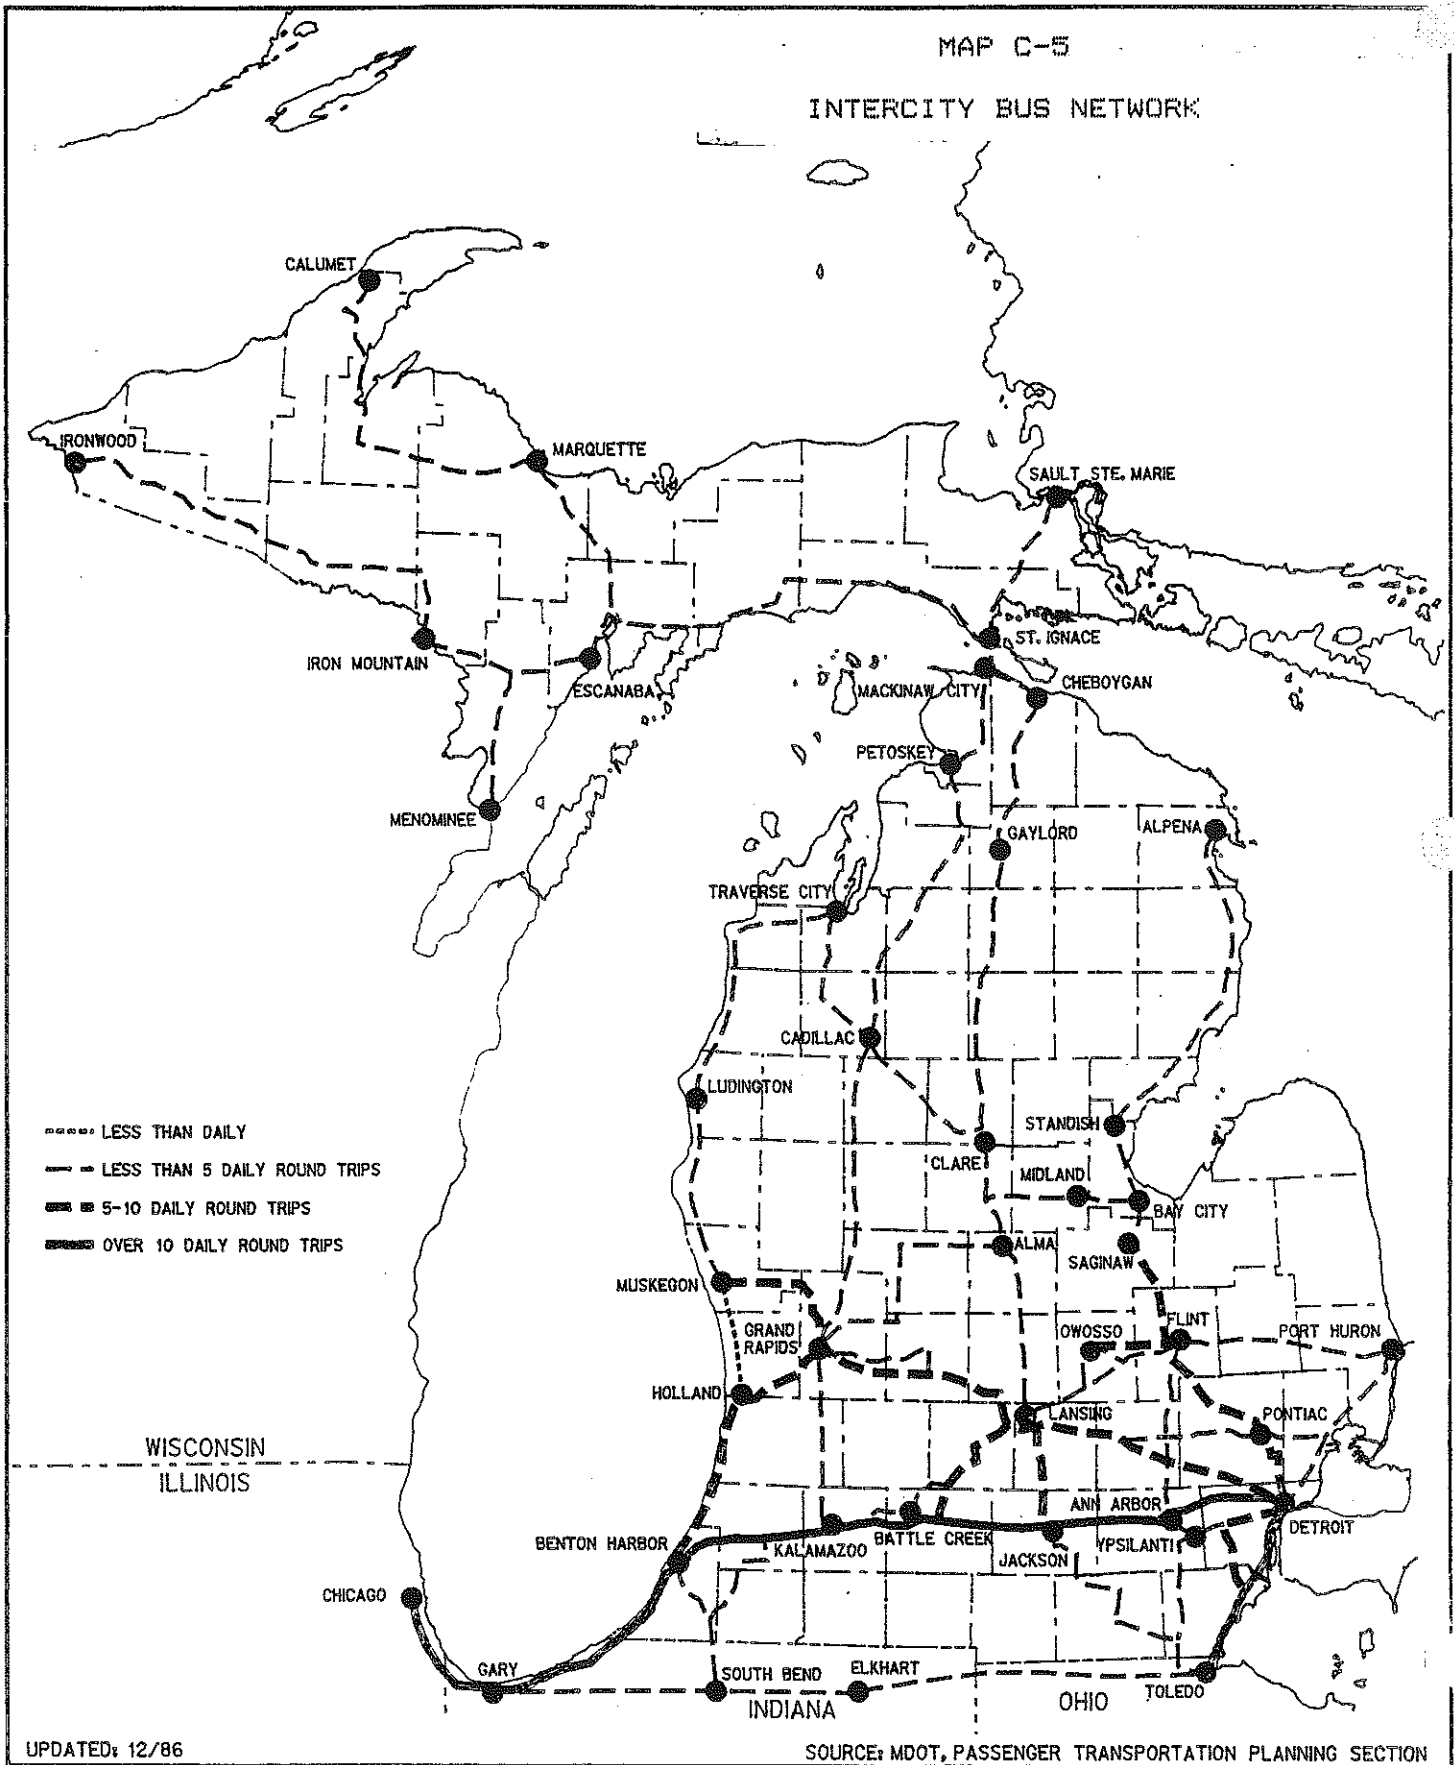 MAP C-5
INTERCITY BUS NETWORK
CALUMET
IRONWOOD
MARQUETTE
SAULT STE. MARIE
IRON MOUNTAIN
ESCANABA
ST. IGNACE
MACKINAW CITY
CHEBOYGAN
PETOSKEY
MENOMINEE
GAYLORD
ALPENA
TRAVERSE CITY
CADILLAC
LUDINGTON
STANDISH
CLARE
MIDLAND
BAY CITY
LESS THAN DAILY
LESS THAN 5 DAILY ROUND TRIPS
5-10 DAILY ROUND TRIPS
OVER 10 DAILY ROUND TRIPS
ALMA
SAGINAW
MUSKEGON
GRAND
RAPIDS
OWOSSO
FLINT
PORT HURON
HOLLAND
LANSING
PONTIAC
WISCONSIN
ILLINOIS
ANN ARBOR
DETROIT
BENTON HARBOR
KALAMAZOO
BATTLE CREEK
JACKSON
YPSILANTI
CHICAGO
GARY
SOUTH BEND
ELKHART
TOLEDO
INDIANA
OHIO
UPDATED: 12/86
SOURCE: MDOT, PASSENGER TRANSPORTATION PLANNING SECTION